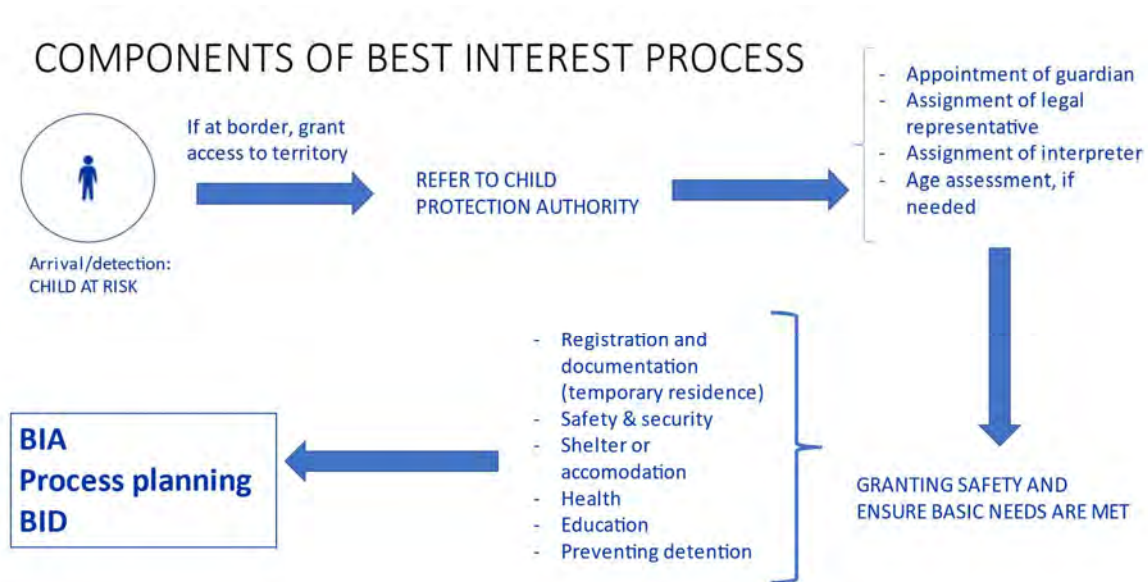 COMPONENTS OF BEST INTEREST PROCESS
If at border, grant
access to territory
Arrival/detection:
CHILD AT RISK
REFER TO CHILD
PROTECTION AUTHORITY
- Appointment of guardian
- Assignment of legal
representative
- Assignment of interpreter
- Age assessment, if
needed
GRANTING SAFETY AND
ENSURE BASIC NEEDS ARE MET
- Registration and
documentation
(temporary residence)
- Safety & security
- Shelter or
accomodation
- Health
- Education
- Preventing detention
BIA
Process planning
BID